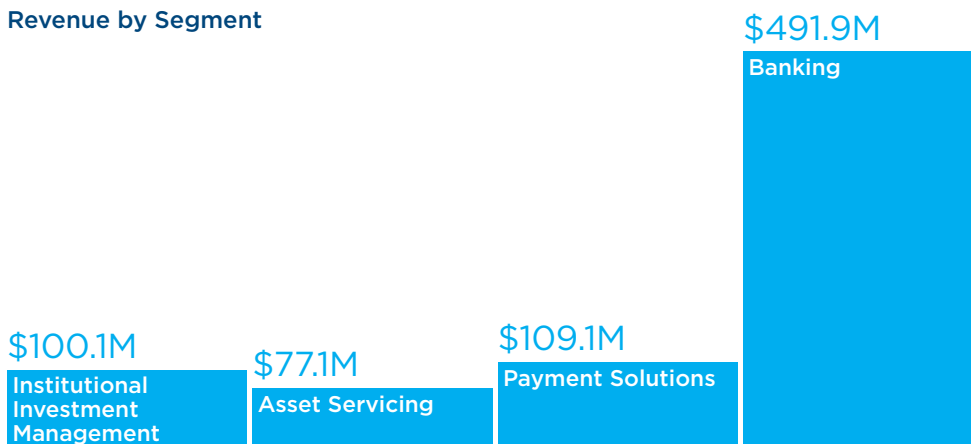 Revenue by Segment
$491.9M
Banking
$100.1M
Institutional
Investment
Management
$77.1M
Asset Servicing
$109.1M
Payment Solutions